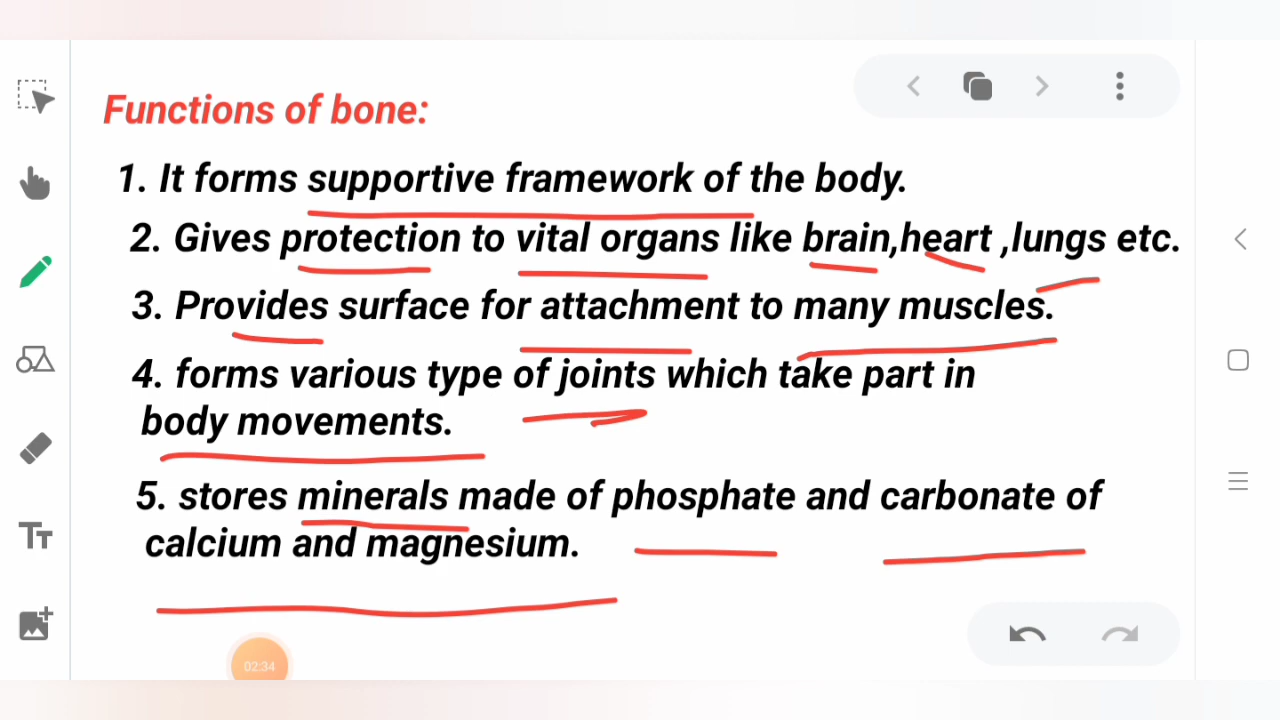 Functions of bone:
1. It forms supportive framework of the body.
2. Gives protection to vital organs like brain,heart ,lungs etc.
3. Provides surface for attachment to many muscles.
4. forms various type of joints which take part in
body movements.
5. stores minerals made of phosphate and carbonate of
calcium and magnesium.
TT
02:34